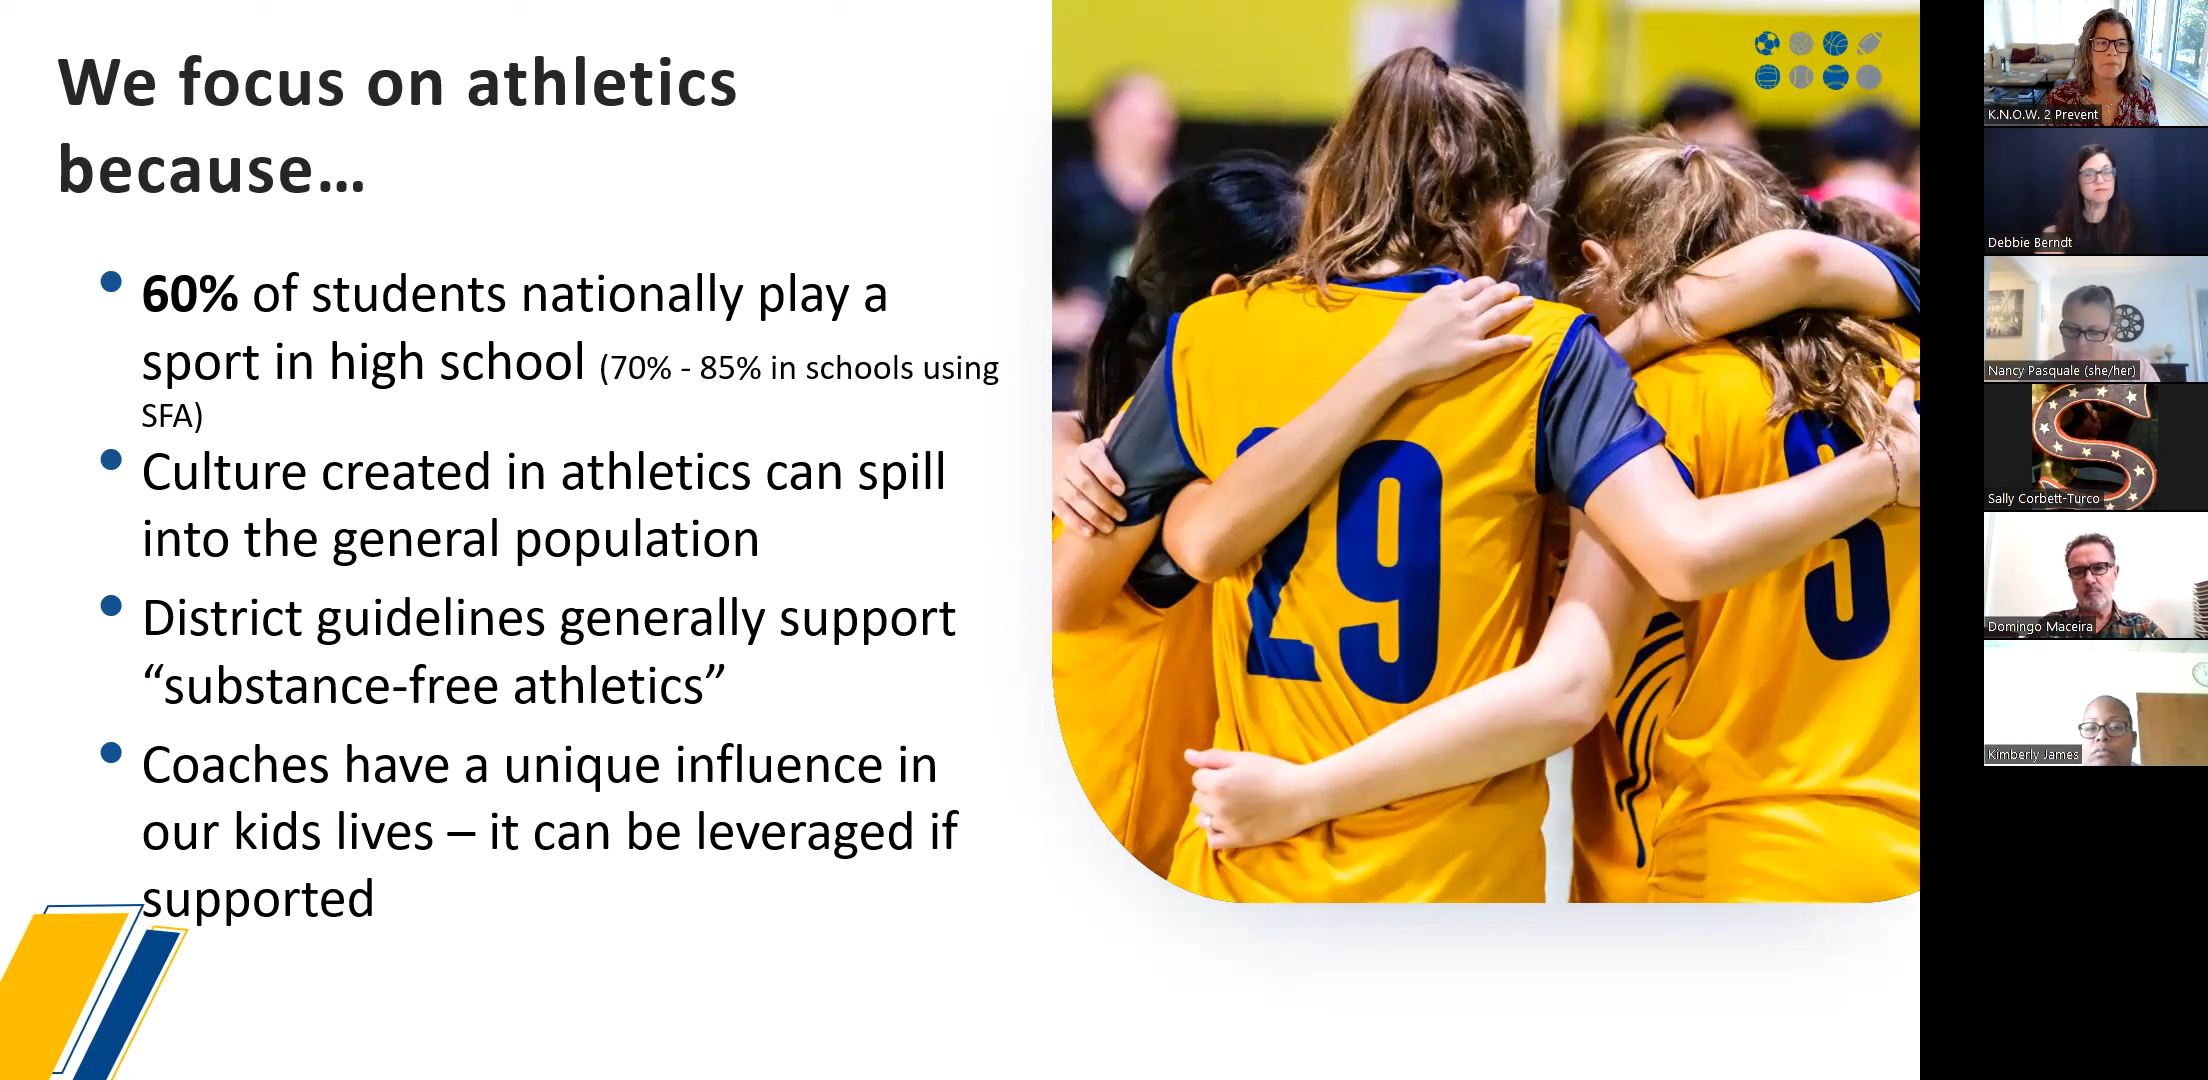 We focus on athletics
because…
• 60% of students nationally play a
sport in high school (70% - 85% in schools using
SFA)
• Culture created in athletics can spill
into the general population
• District guidelines generally support
“substance-free athletics”
• Coaches have a unique influence in
our kids lives – it can be leveraged if
supported
29
K.N.O.W. 2 Prevent
Debbie Berndt
Nancy Pasquale (she/her)
S
Sally Corbett-Turco
Domingo Maceira
Kimberly James